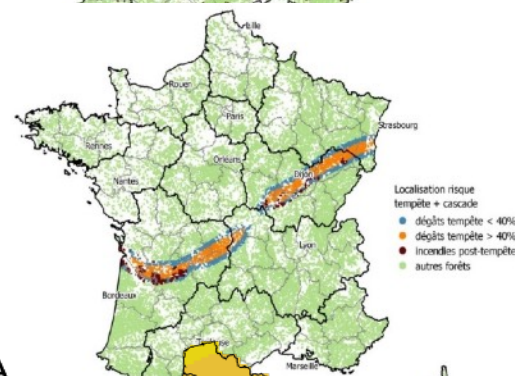 Lille
Rouen
Paris
Strasbourg
Rennes
Orléans
Nantes
Dijon
Localisation risque
tempête + cascade
dégâts tempête < 40%
dégâts tempête > 40%
incendies post-tempête
autres forêts
Lyon
Bordeaux
Marseille
A